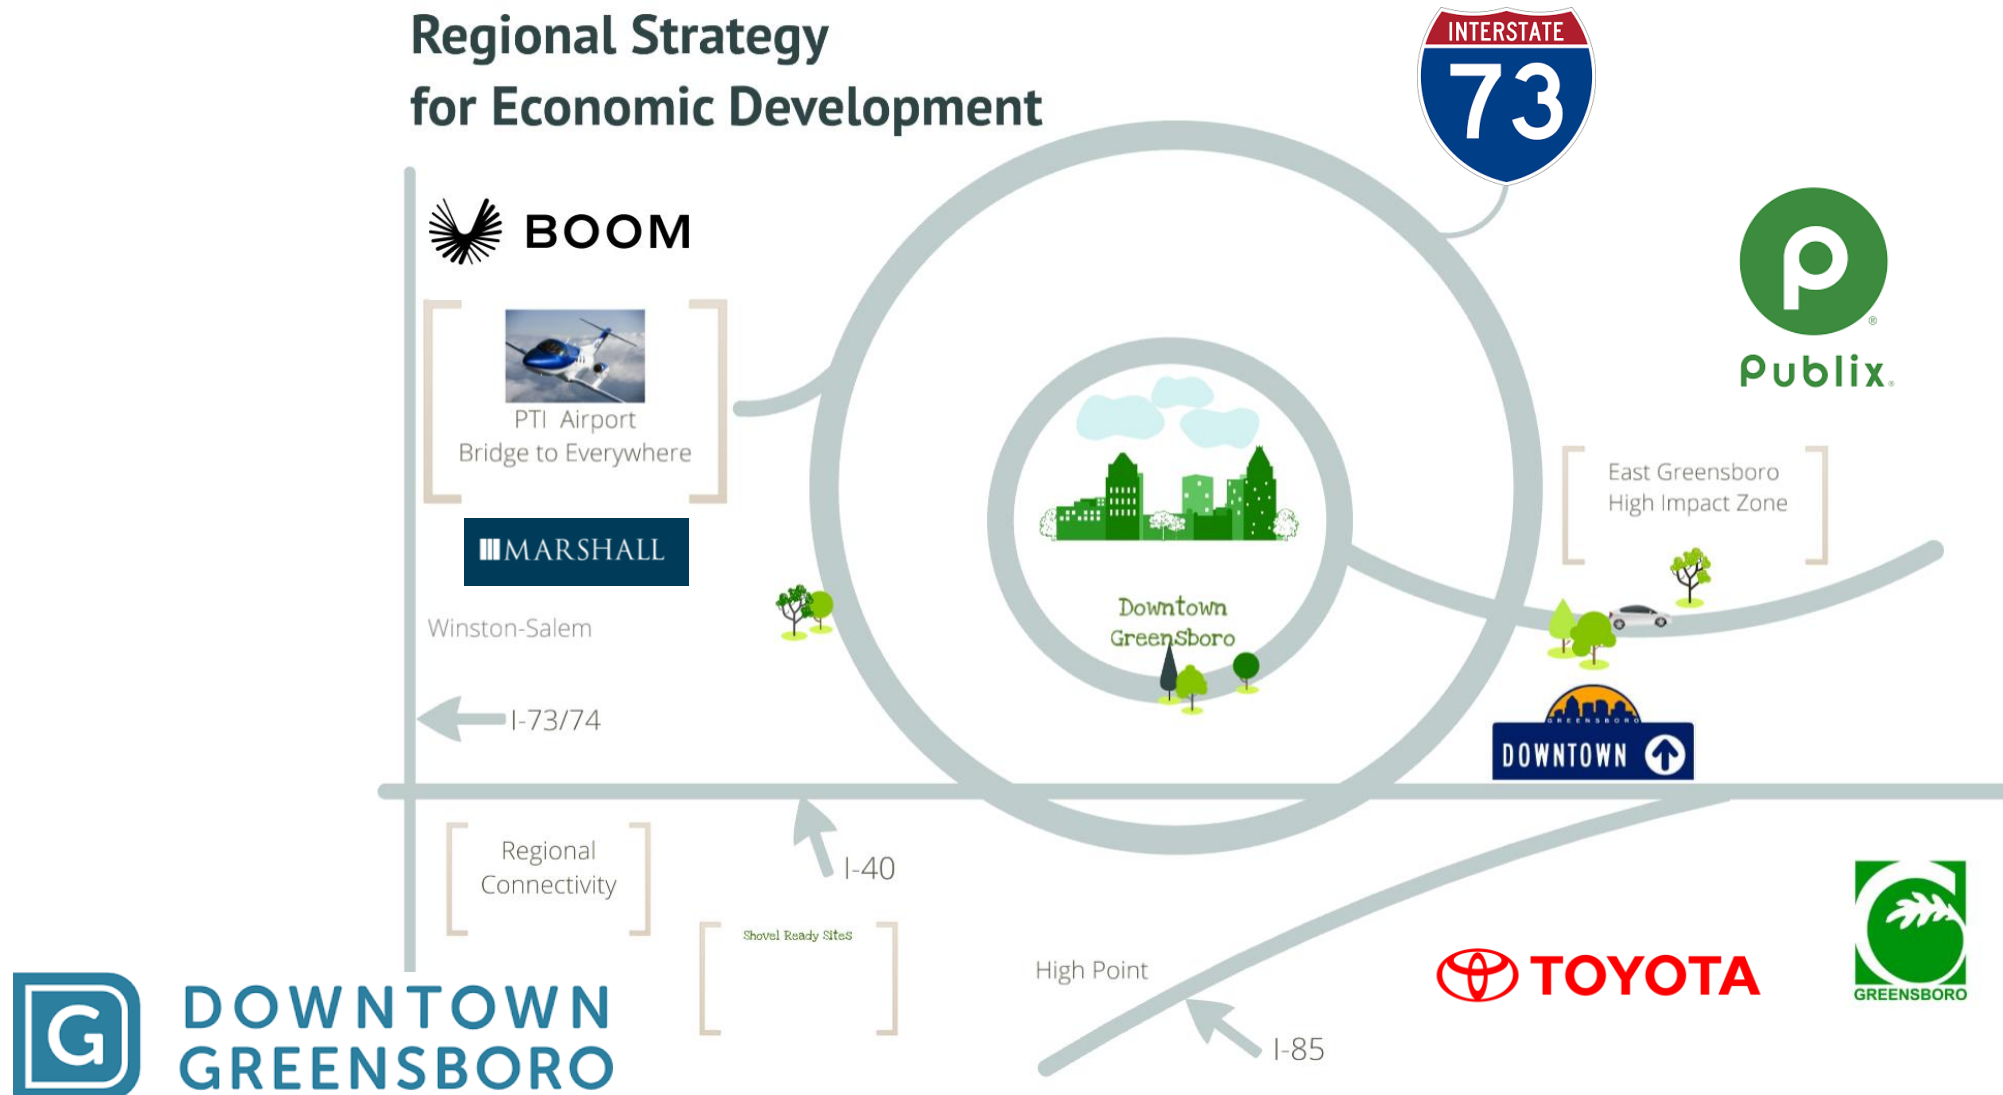 Regional Strategy
for Economic Development
INTERSTATE
73
BOOM
PTI Airport
Bridge to Everywhere
MARSHALL
Winston-Salem
I-73/74
Publix®
East Greensboro
High Impact Zone
Downtown
Greensboro
GREENSBORO
DOWNTOWN
Regional
Connectivity
I-40
Shovel Ready Sites
High Point
I-85
TOYOTA
GREENSBORO
G
DOWNTOWN
GREENSBORO